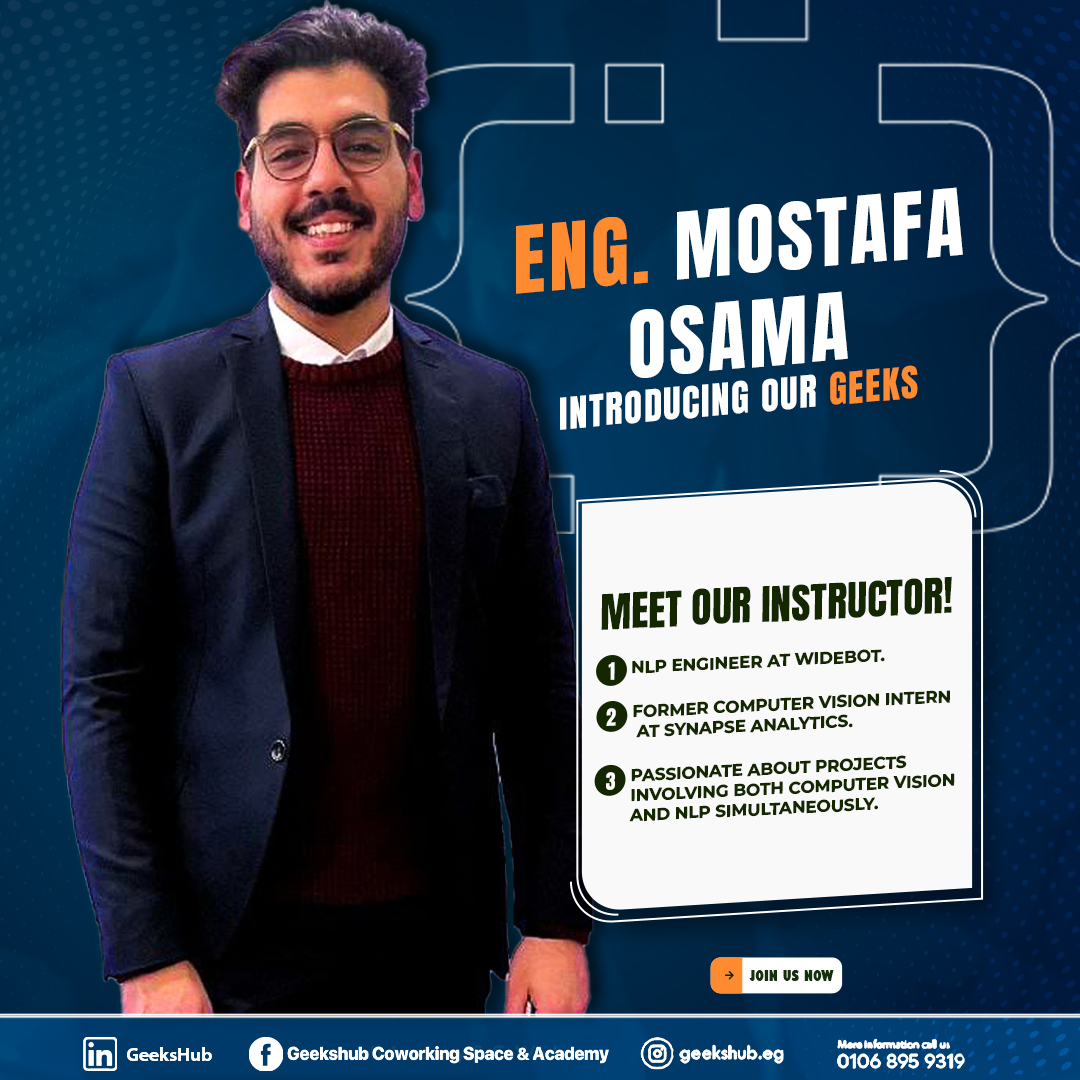 ENG. MOSTAFA
OSAMA
INTRODUCING OUR GEEKS
MEET OUR INSTRUCTOR!
1 NLP ENGINEER AT WIDEBOT.
2 FORMER COMPUTER VISION INTERN
AT SYNAPSE ANALYTICS.
3 PASSIONATE ABOUT PROJECTS
INVOLVING BOTH COMPUTER VISION
AND NLP SIMULTANEOUSLY.
→ JOIN US NOW
in GeeksHub
f Geekshub Coworking Space & Academy
geekshub.eg
More Information call us
0106 895 9319